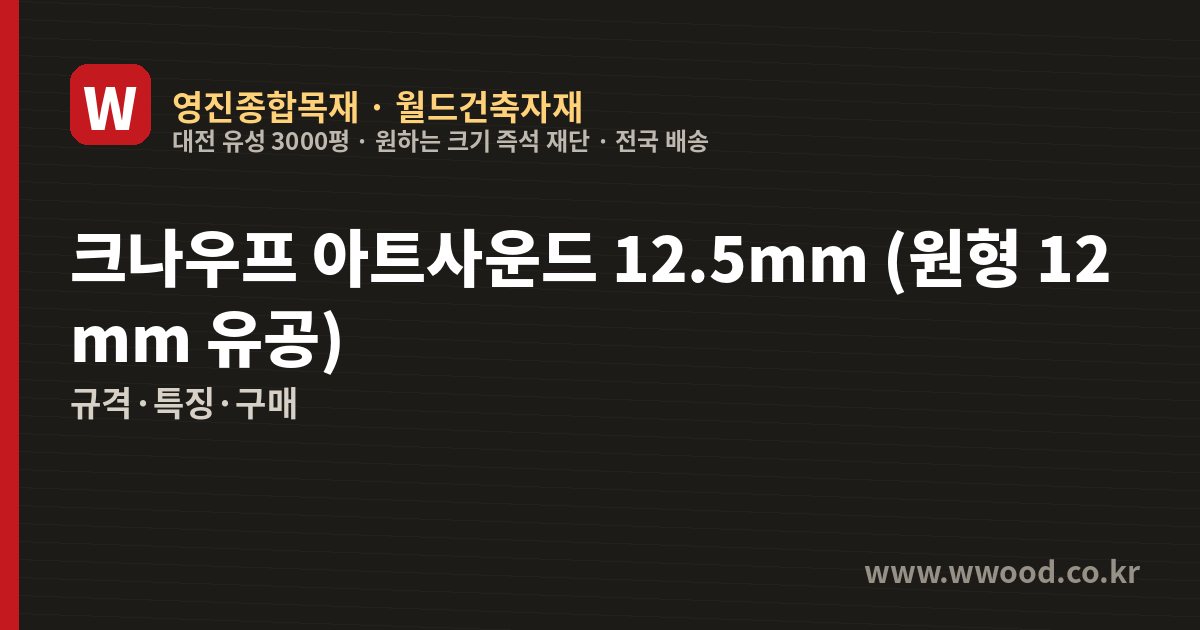 W
영진종합목재 · 월드건축자재
대전 유성 3000평 · 원하는 크기 즉석 재단 · 전국 배송
크나우프 아트사운드 12.5mm (원형 12
mm 유공)
규격·특징·구매
www.wwood.co.kr